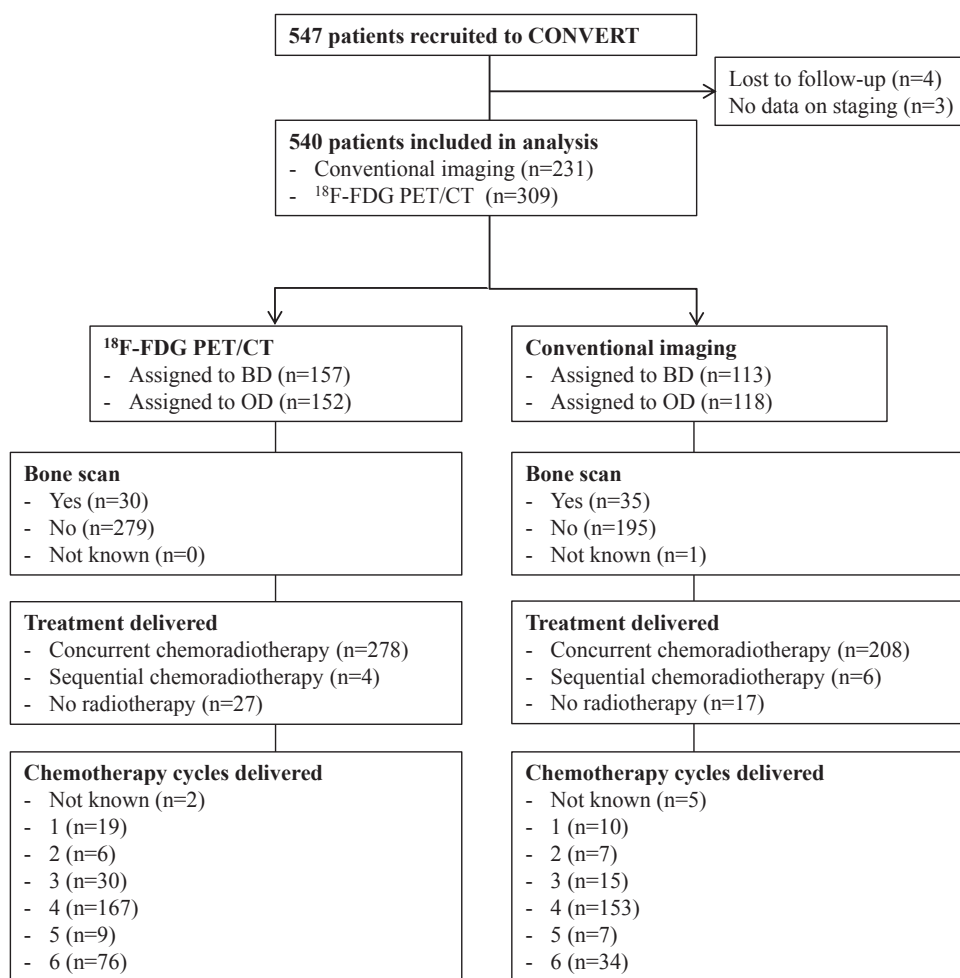 547 patients recruited to CONVERT
Lost to follow-up (n=4)
No data on staging (n=3)
540 patients included in analysis
- Conventional imaging (n=231)
- ¹⁸F-FDG PET/CT (n=309)
¹⁸F-FDG PET/CT
- Assigned to BD (n=157)
- Assigned to OD (n=152)
Conventional imaging
- Assigned to BD (n=113)
- Assigned to OD (n=118)
Bone scan
- Yes (n=30)
- No (n=279)
- Not known (n=0)
Bone scan
- Yes (n=35)
- No (n=195)
- Not known (n=1)
Treatment delivered
- Concurrent chemoradiotherapy (n=278)
- Sequential chemoradiotherapy (n=4)
- No radiotherapy (n=27)
Treatment delivered
- Concurrent chemoradiotherapy (n=208)
- Sequential chemoradiotherapy (n=6)
- No radiotherapy (n=17)
Chemotherapy cycles delivered
- Not known (n=2)
- 1 (n=19)
- 2 (n=6)
- 3 (n=30)
- 4 (n=167)
- 5 (n=9)
- 6 (n=76)
Chemotherapy cycles delivered
- Not known (n=5)
- 1 (n=10)
- 2 (n=7)
- 3 (n=15)
- 4 (n=153)
- 5 (n=7)
- 6 (n=34)